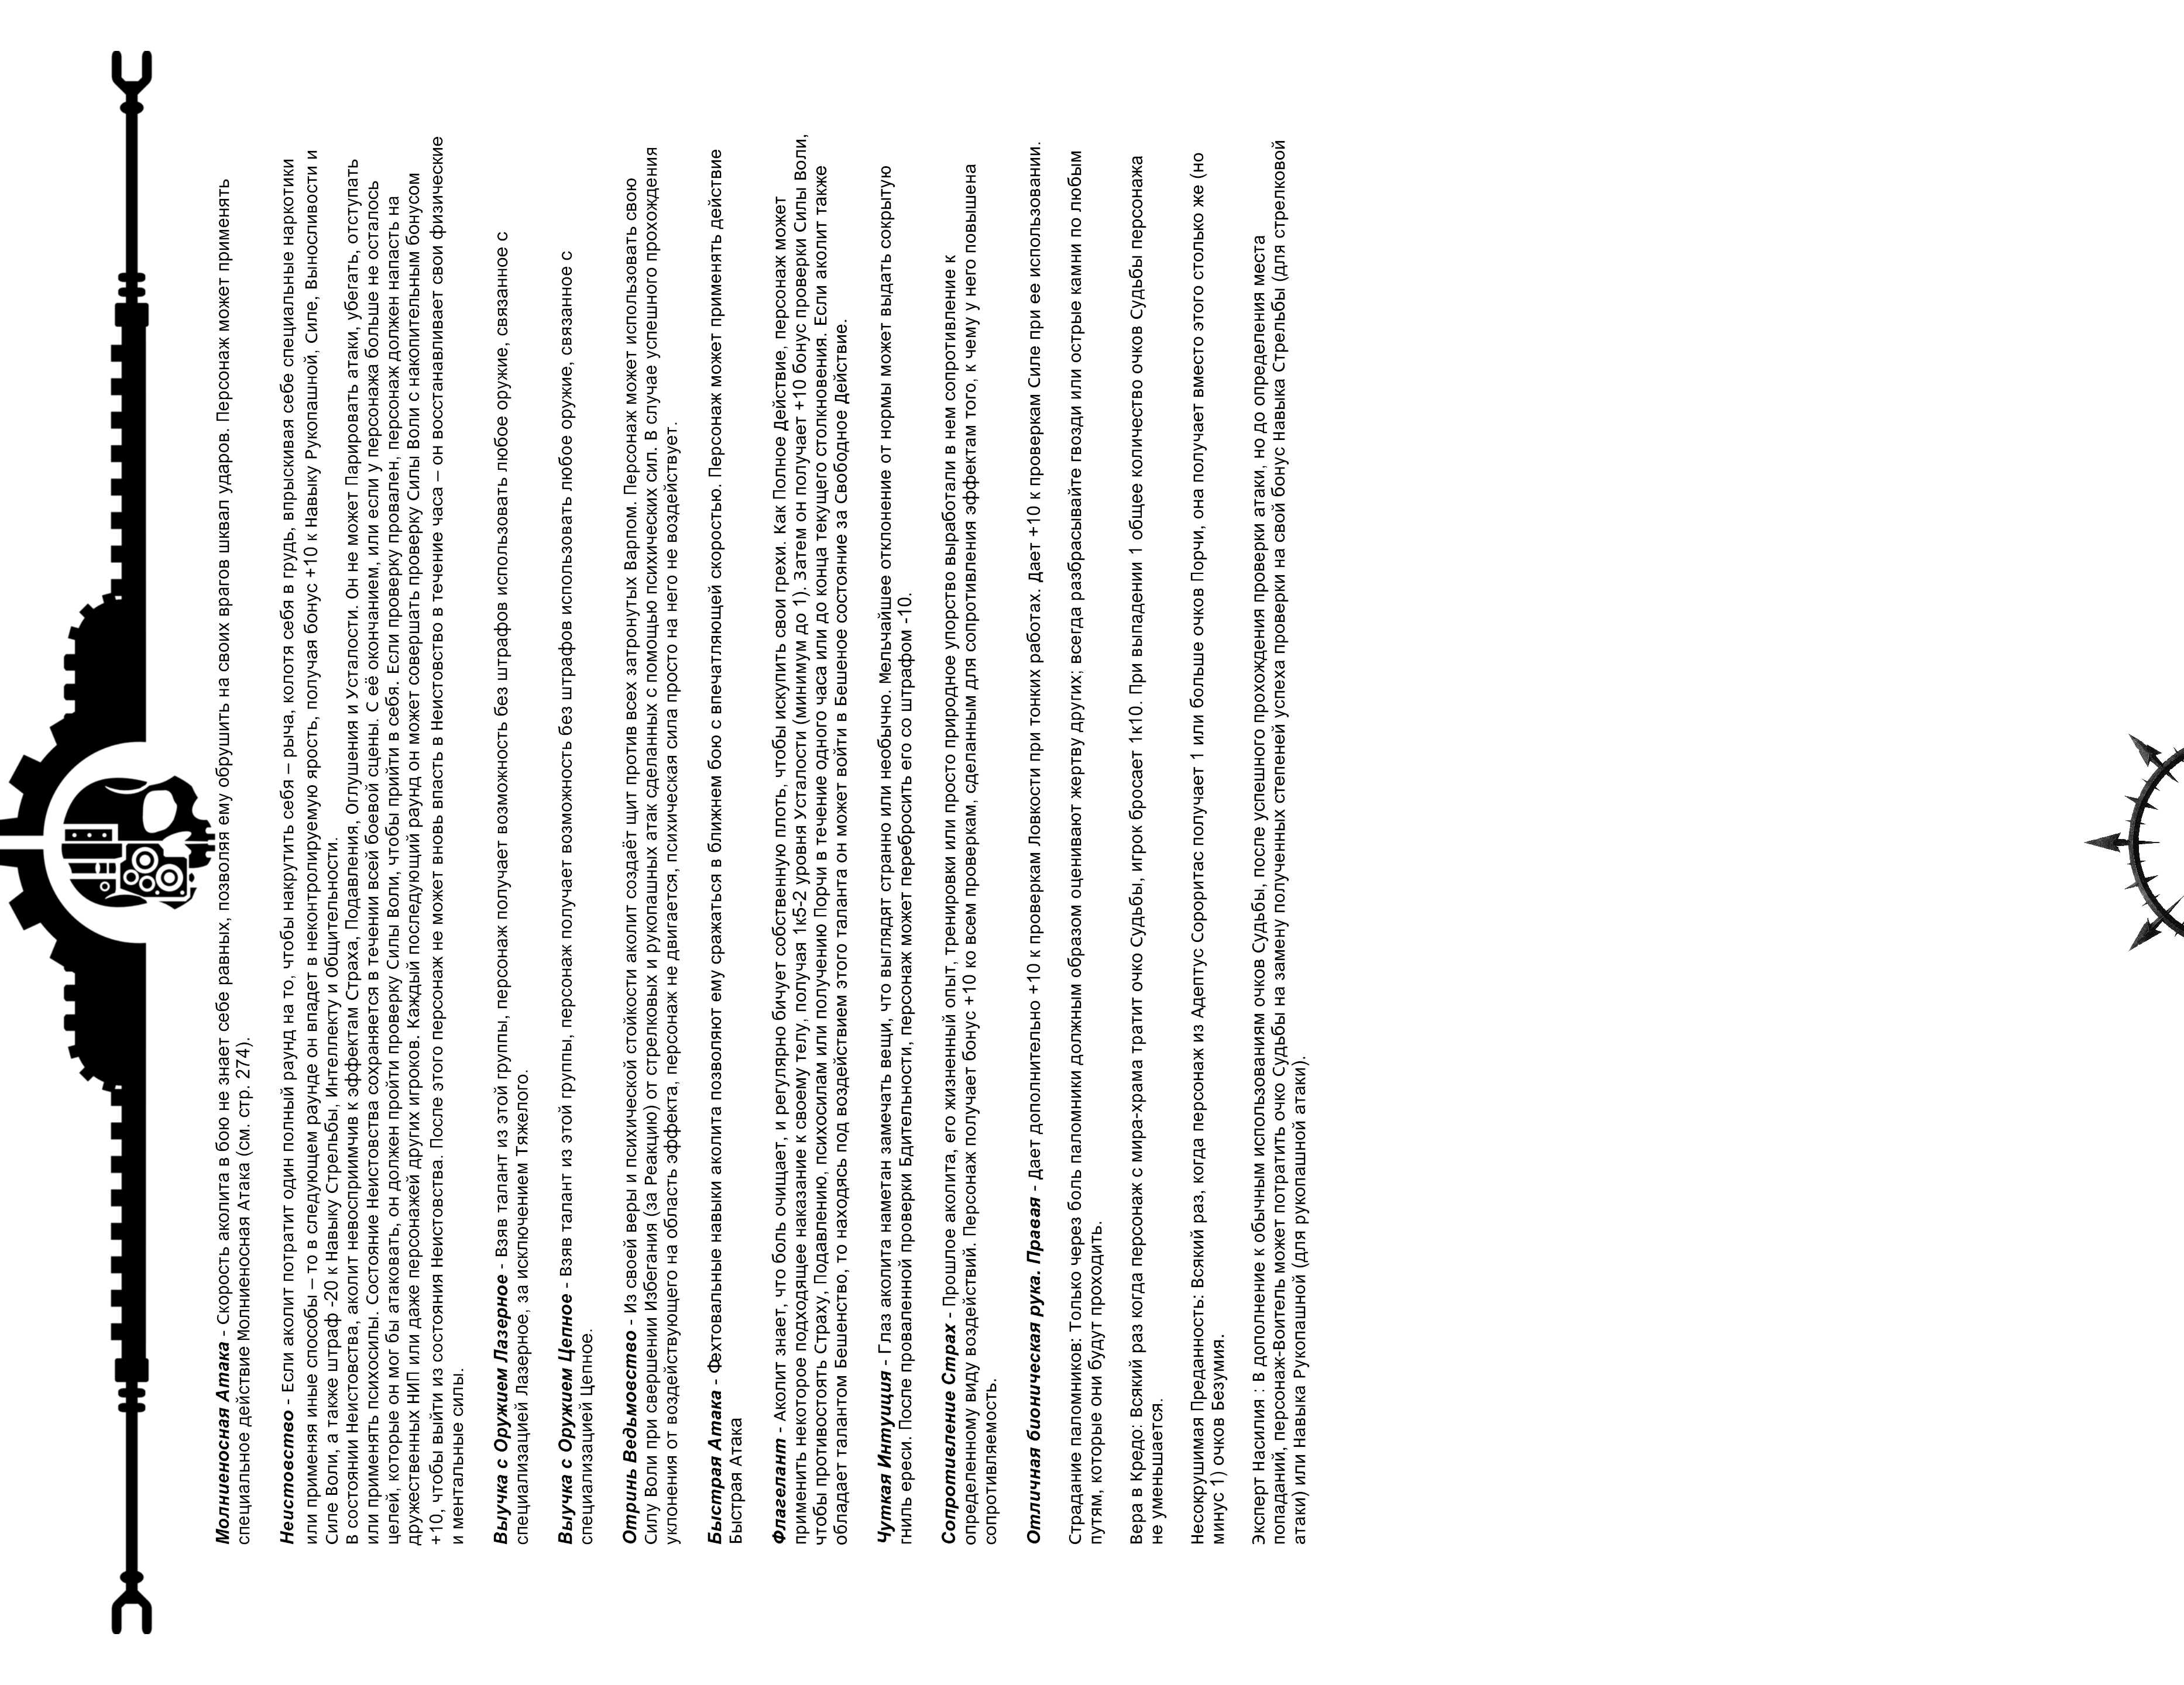 Молниеносная Атака - Скорость аколита в бою не знает себе равных, позволяя ему обрушить на своих врагов шквал ударов. Персонаж может применять
специальное действие Молниеносная Атака (см. стр. 274).
Неистовство - Если аколит потратит один полный раунд на то, чтобы накрутить себя – рыча, колотя себя в грудь, впрыскивая себе специальные наркотики
или применяя иные способы – то в следующем раунде он впадет в неконтролируемую ярость, получая бонус +10 к Навыку Рукопашной, Силе, Выносливости и
Силе Воли, а также штраф -20 к Навыку Стрельбы, Интеллекту и Общительности.
В состоянии Неистовства, аколит невосприимчив к эффектам Страха, Подавления, Оглушения и Усталости. Он не может Парировать атаки, убегать, отступать
или применять психосилы. Состояние Неистовства сохраняется в течении всей боевой сцены. С её окончанием, или если у персонажа больше не осталось
целей, которые он мог бы атаковать, он должен пройти проверку Силы Воли, чтобы прийти в себя. Если проверку провален, персонаж должен напасть на
дружественных НИП или даже персонажей других игроков. Каждый последующий раунд он может совершать проверку Силы Воли с накопительным бонусом
+10, чтобы выйти из состояния Неистовства. После этого персонаж не может вновь впасть в Неистовство в течение часа – он восстанавливает свои физические
и ментальные силы.
Выучка с Оружием Лазерное - Взяв талант из этой группы, персонаж получает возможность без штрафов использовать любое оружие, связанное с
специализацией Лазерное, за исключением Тяжелого.
Выучка с Оружием Цепное - Взяв талант из этой группы, персонаж получает возможность без штрафов использовать любое оружие, связанное с
специализацией Цепное.
Отринь Ведьмовство - Из своей веры и психической стойкости аколит создаёт щит против всех затронутых Варпом. Персонаж может использовать свою
Силу Воли при свершении Избегания (за Реакцию) от стрелковых и рукопашных атак сделанных с помощью психических сил. В случае успешного прохождения
уклонения от воздействующего на область эффекта, персонаж не двигается, психическая сила просто на него не воздействует.
Быстрая Атака - Фехтовальные навыки аколита позволяют ему сражаться в ближнем бою с впечатляющей скоростью. Персонаж может применять действие
Быстрая Атака
Флагелант - Аколит знает, что боль очищает, и регулярно бичует собственную плоть, чтобы искупить свои грехи. Как Полное Действие, персонаж может
применить некоторое подходящее наказание к своему телу, получая 1к5-2 уровня Усталости (минимум до 1). Затем он получает +10 бонус проверки Силы Воли,
чтобы противостоять Страху, Подавлению, психосилам или получению Порчи в течение одного часа или до конца текущего столкновения. Если аколит также
обладает талантом Бешенство, то находясь под воздействием этого таланта он может войти в Бешеное состояние за Свободное Действие.
Чуткая Интуиция - Глаз аколита наметан замечать вещи, что выглядят странно или необычно. Мельчайшее отклонение от нормы может выдать сокрытую
гниль ереси. После проваленной проверки Бдительности, персонаж может перебросить его со штрафом -10.
Сопротивление Страх - Прошлое аколита, его жизненный опыт, тренировки или просто природное упорство выработали в нем сопротивление к
определенному виду воздействий. Персонаж получает бонус +10 ко всем проверкам, сделанным для сопротивления эффектам того, к чему у него повышена
сопротивляемость.
Отличная бионическая рука. Правая - Дает дополнительно +10 к проверкам Ловкости при тонких работах. Дает +10 к проверкам Силе при ее использовании.
Страдание паломников: Только через боль паломники должным образом оценивают жертву других; всегда разбрасывайте гвозди или острые камни по любым
путям, которые они будут проходить.
Вера в Кредо: Всякий раз когда персонаж с мира-храма тратит очко Судьбы, игрок бросает 1к10. При выпадении 1 общее количество очков Судьбы персонажа
не уменьшается.
Несокрушимая Преданность: Всякий раз, когда персонаж из Адептус Сороритас получает 1 или больше очков Порчи, она получает вместо этого столько же (но
минус 1) очков Безумия.
Эксперт Насилия : В дополнение к обычным использованиям очков Судьбы, после успешного прохождения проверки атаки, но до определения места
попаданий, персонаж-Воитель может потратить очко Судьбы на замену полученных степеней успеха проверки на свой бонус Навыка Стрельбы (для стрелковой
атаки) или Навыка Рукопашной (для рукопашной атаки).